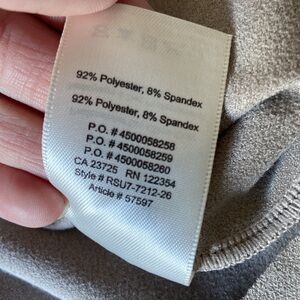 92% Polyester, 8% Spandex
92% Polyester, 8% Spandex
P.O. # 4500058258
P.O. # 4500058259
P.O. # 4500058260
CA 23725 RN 122354
Style # RSU7-7212-26
Article # 57597